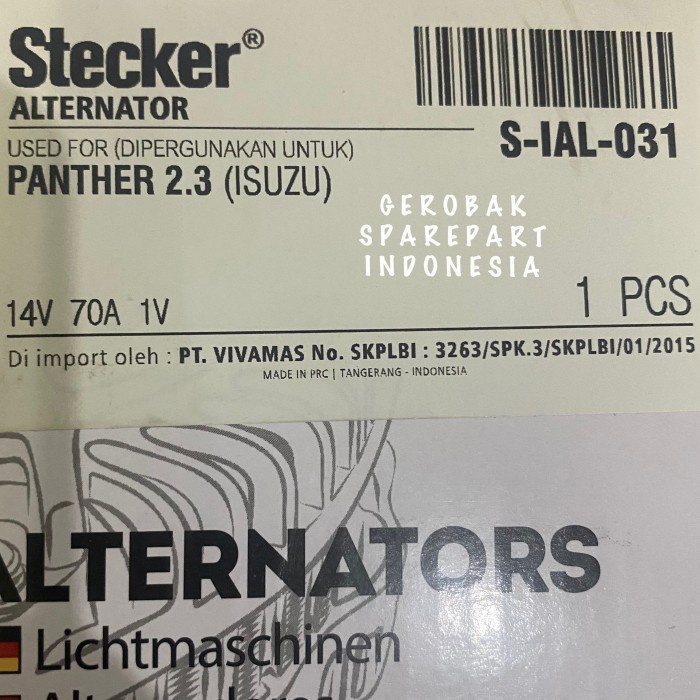 Stecker®
ALTERNATOR
S-IAL-031
USED FOR (DIPERGUNAKAN UNTUK)
PANTHER 2.3 (ISUZU)
GEROBAK
SPAREPART
INDONESIA
14V 70A 1V
1 PCS
Di import oleh : PT. VIVAMAS No. SKPLBI : 3263/SPK.3/SKPLBI/01/2015
MADE IN PRC | TANGERANG - INDONESIA
ALTERNATORS
Lichtmaschinen